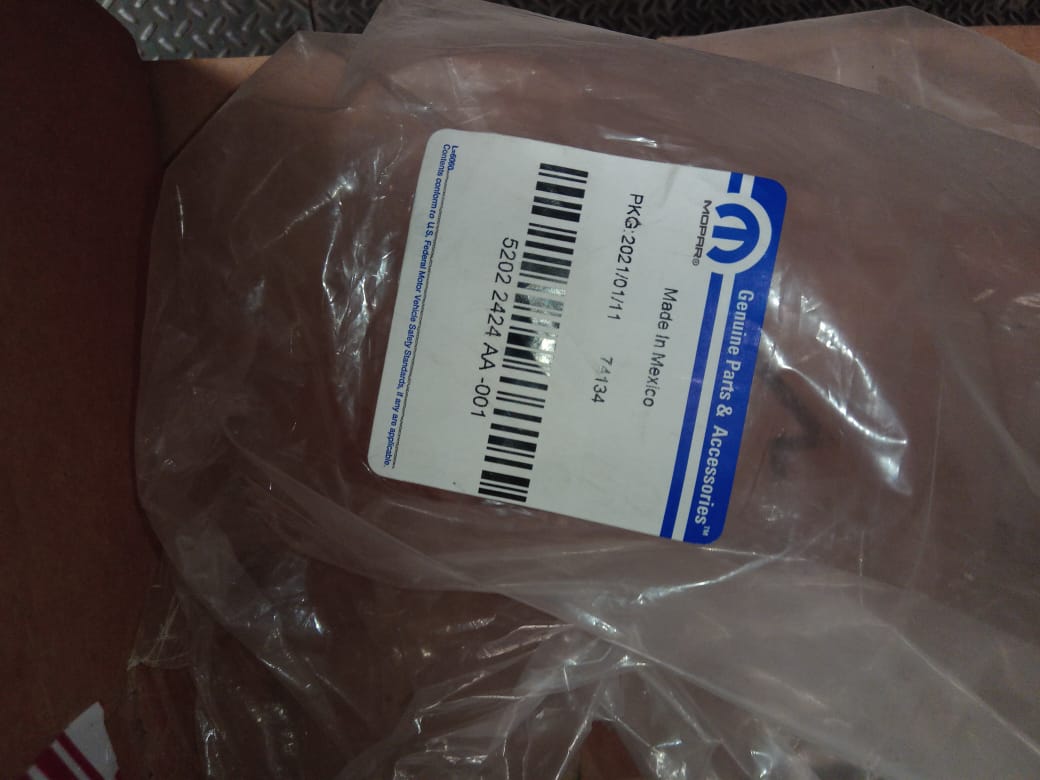 MOPAR®
Genuine Parts & Accessories™
Made In Mexico
PKG:2021/01/11 74134
5202 2424 AA -001
L=6060
Contents conform to U.S. Federal Motor Vehicle Safety Standards, if any are applicable.